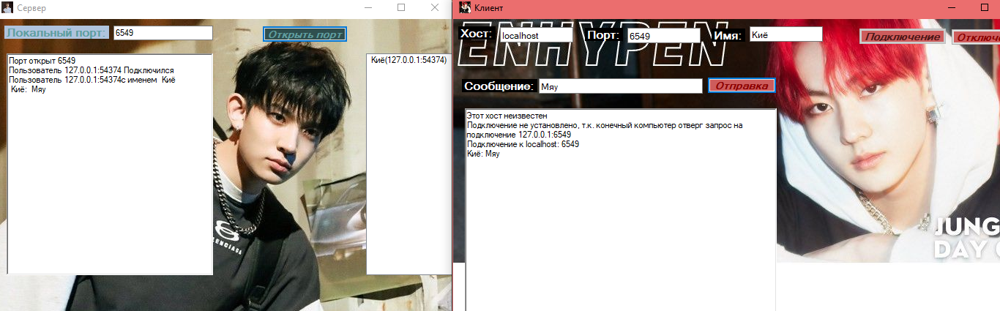 Сервер
Локальный порт:
6549
Открыть порт
Порт открыт 6549
Пользователь 127.0.0.1:54374 Подключился
Пользователь 127.0.0.1:54374с именем  Киё
Киё:  Мяу
Киё(127.0.0.1:54374)
Клиент
Хост:
localhost
Порт:
6549
Имя:
Киё
Подключение
Отключе
ENHYPEN
Сообщение:
Мяу
Отправка
Этот хост неизвестен
Подключение не установлено, т.к. конечный компьютер отверг запрос на
подключение 127.0.0.1:6549
Подключение к localhost: 6549
Киё: Мяу
JUNG
DAY